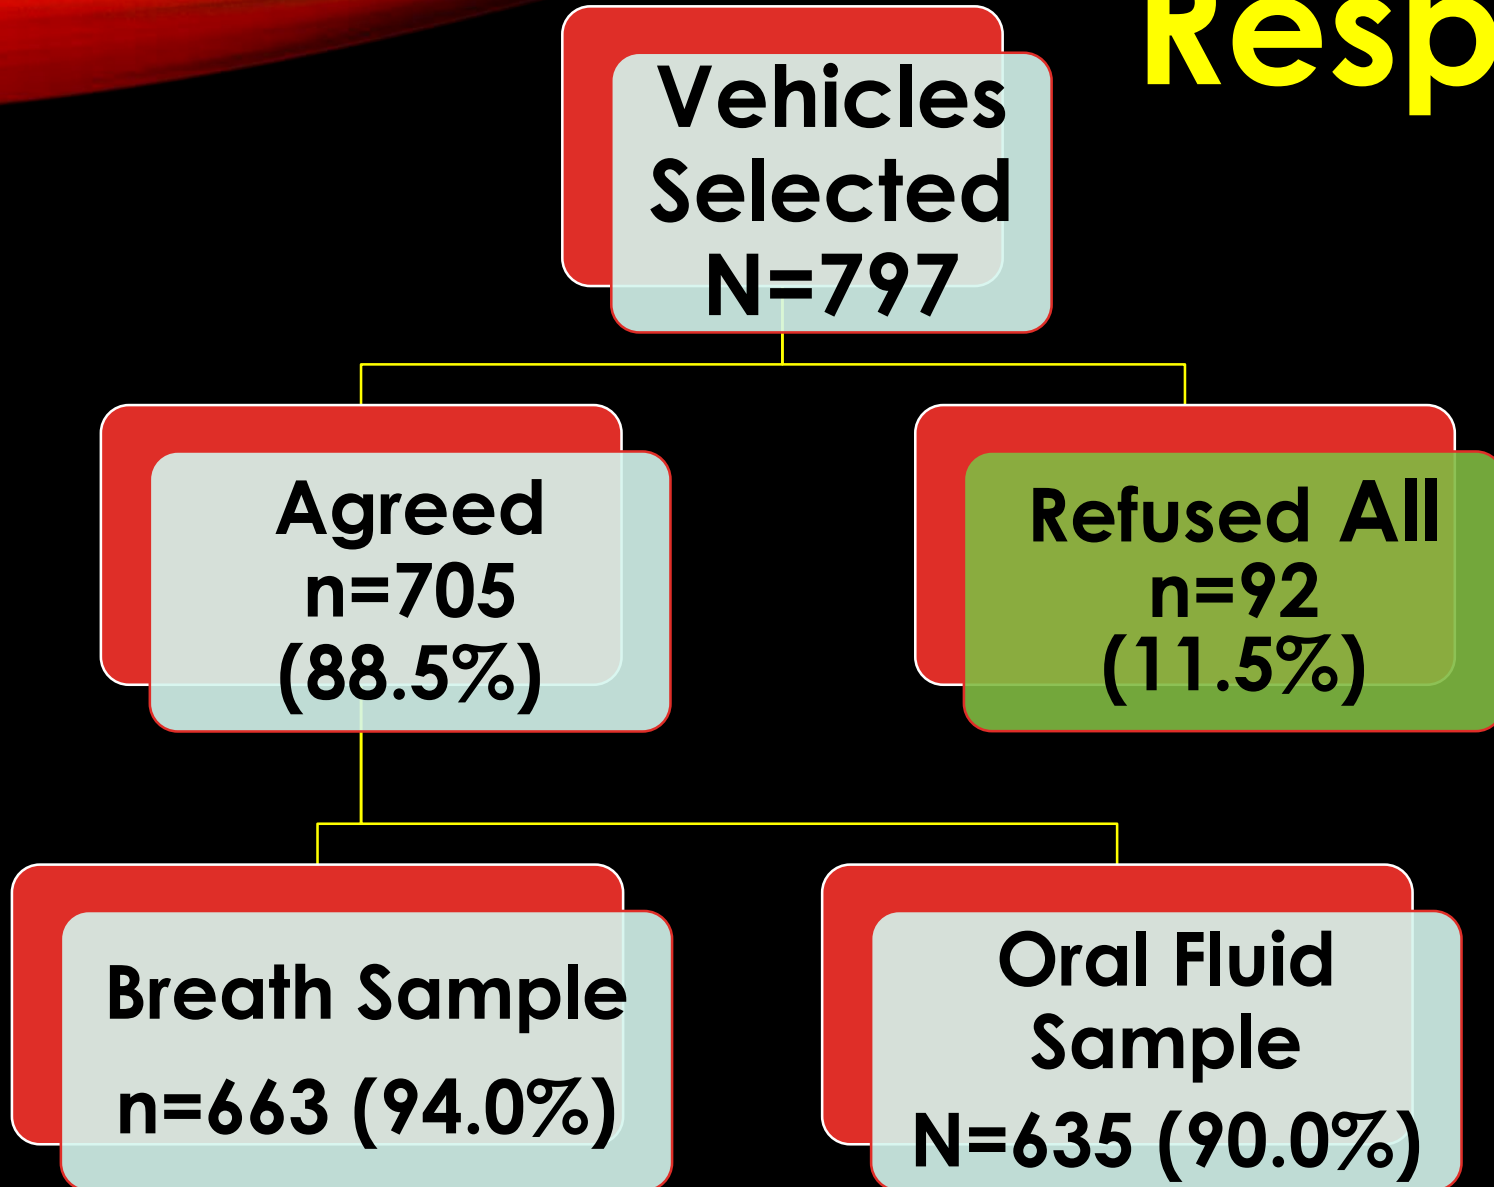 Resp
Vehicles
Selected
N=797
Agreed
n=705
(88.5%)
Refused All
n=92
(11.5%)
Breath Sample
n=663 (94.0%)
Oral Fluid
Sample
N=635 (90.0%)